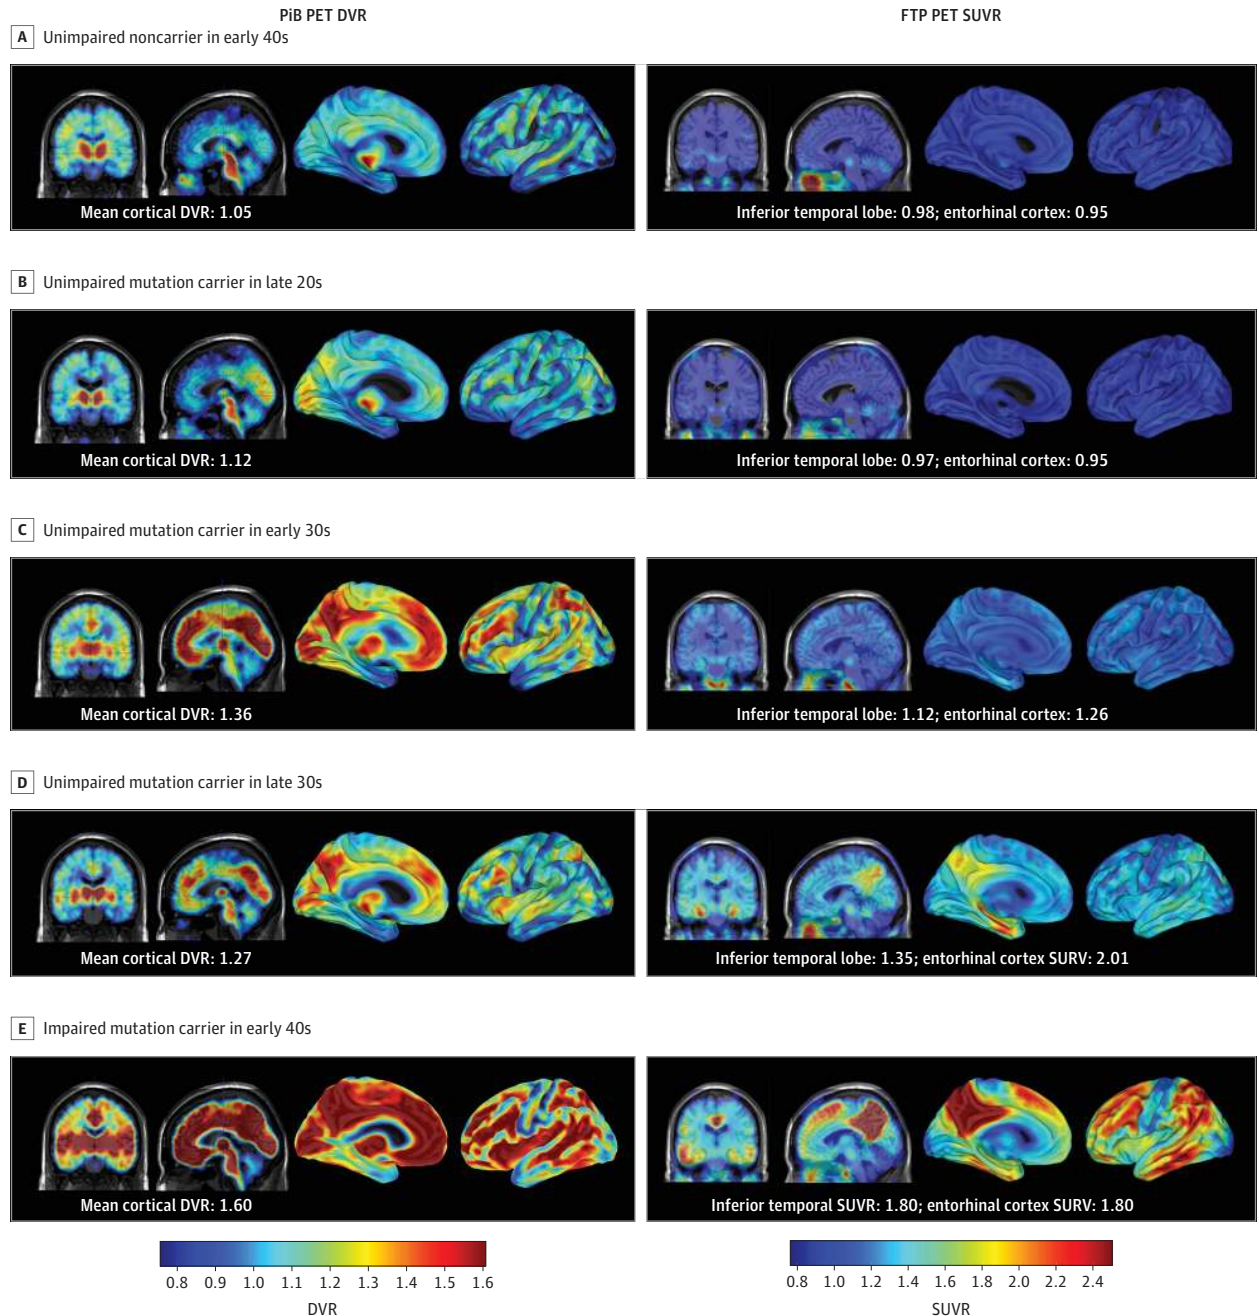 PiB PET DVR
FTP PET SUVR
A Unimpaired noncarrier in early 40s
Mean cortical DVR: 1.05
Inferior temporal lobe: 0.98; entorhinal cortex: 0.95
B Unimpaired mutation carrier in late 20s
Mean cortical DVR: 1.12
Inferior temporal lobe: 0.97; entorhinal cortex: 0.95
C Unimpaired mutation carrier in early 30s
Mean cortical DVR: 1.36
Inferior temporal lobe: 1.12; entorhinal cortex: 1.26
D Unimpaired mutation carrier in late 30s
Mean cortical DVR: 1.27
Inferior temporal lobe: 1.35; entorhinal cortex SURV: 2.01
E Impaired mutation carrier in early 40s
Mean cortical DVR: 1.60
Inferior temporal SUVR: 1.80; entorhinal cortex SURV: 1.80
0.8 0.9 1.0 1.1 1.2 1.3 1.4 1.5 1.6
DVR
0.8 1.0 1.2 1.4 1.6 1.8 2.0 2.2 2.4
SUVR